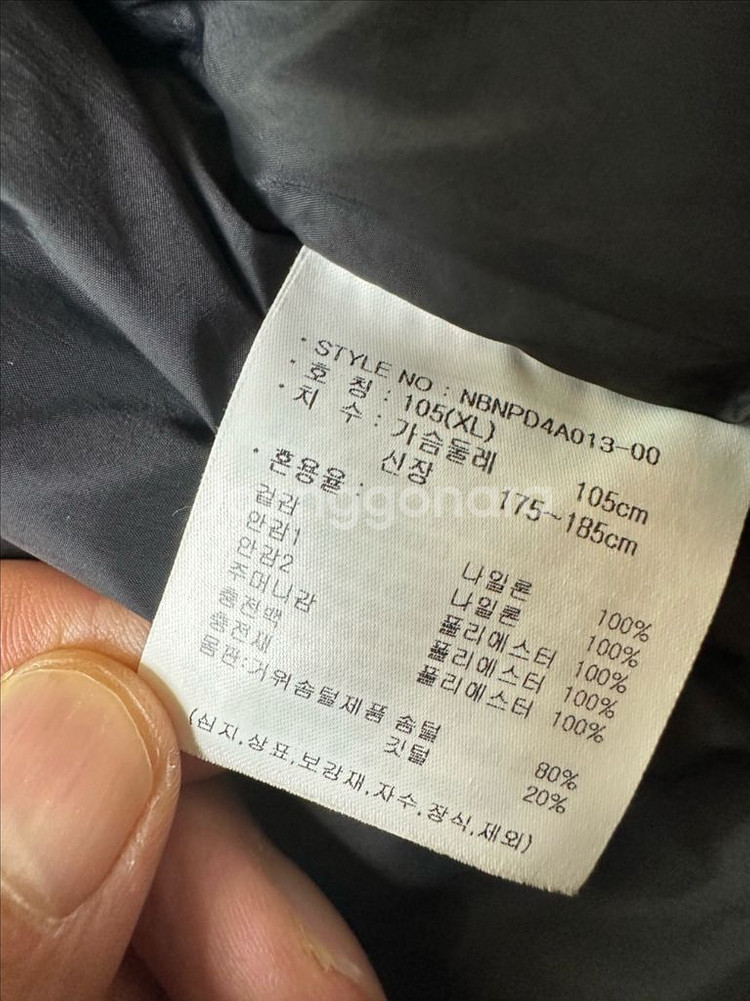 · STYLE NO : NBNPD4A013-00
· 호 칭 : 105(XL)
· 치 수 : 가슴둘레 105cm
신장 175~185cm
· 혼용율 :
겉감 나일론 100%
안감1 나일론 100%
안감2 폴리에스터 100%
주머니감 폴리에스터 100%
충전백 폴리에스터 100%
충전재
몸판:거위솜털제품 솜털 80%
깃털 20%
(심지,상표,보강재,자수,장식,제외)